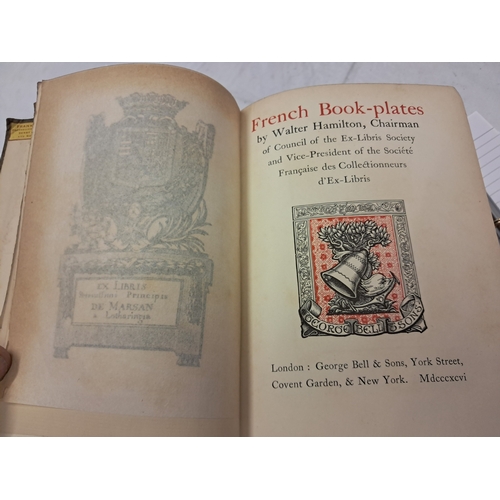 EX LIBRIS
Principis
DE MARSAN
a Lotharingia
French Book-plates
by Walter Hamilton, Chairman
of Council of the Ex-Libris Society
and Vice-President of the Société
Française des Collectionneurs
d'Ex-Libris
GEORGE BELL & SONS
London : George Bell & Sons, York Street,
Covent Garden, & New York. Mdcccxcvi